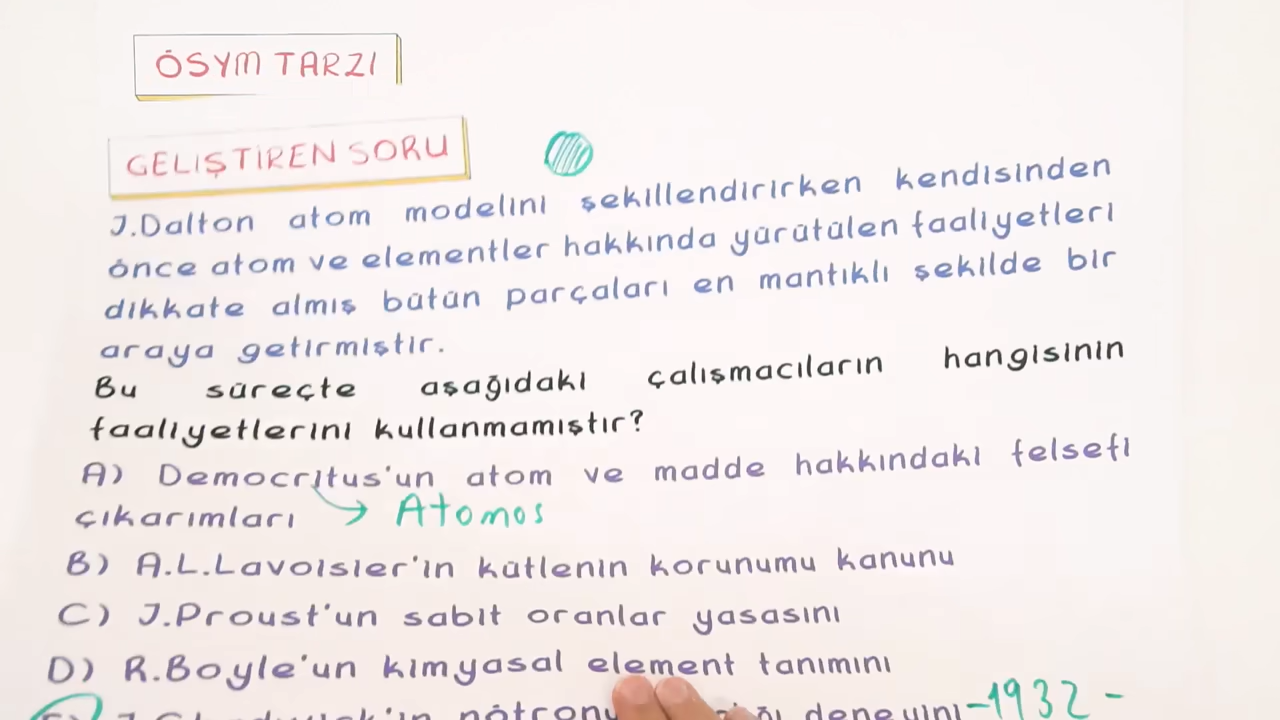 ÖSYM TARZI
GELİŞTİREN SORU
J.Dalton atom modelini şekillendirirken kendisinden
önce atom ve elementler hakkında yürütülen faaliyetleri
dikkate almış bütün parçaları en mantıklı şekilde bir
araya getirmiştir.
Bu süreçte aşağıdaki çalışmacıların hangisinin
faaliyetlerini kullanmamıştır?
A) Democritus'un atom ve madde hakkındaki felsefi
çıkarımları → Atomos
B) A.L.Lavoisier'in kütlenin korunumu kanunu
C) J.Proust'un sabit oranlar yasasını
D) R.Boyle'un kimyasal element tanımını
deneyini -1932-